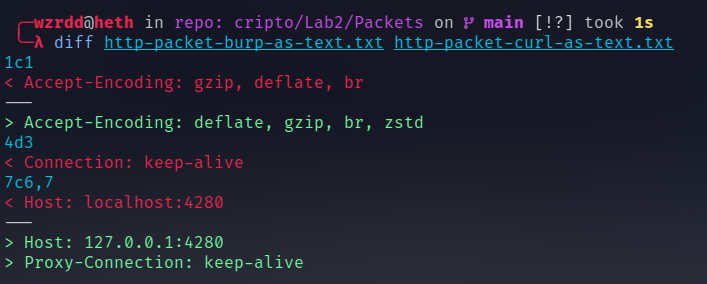 ╭─wzrdd@heth in repo: cripto/Lab2/Packets on main [!?] took 1s
╰─λ diff http-packet-burp-as-text.txt http-packet-curl-as-text.txt
1c1
< Accept-Encoding: gzip, deflate, br
---
> Accept-Encoding: deflate, gzip, br, zstd
4d3
< Connection: keep-alive
7c6,7
< Host: localhost:4280
---
> Host: 127.0.0.1:4280
> Proxy-Connection: keep-alive